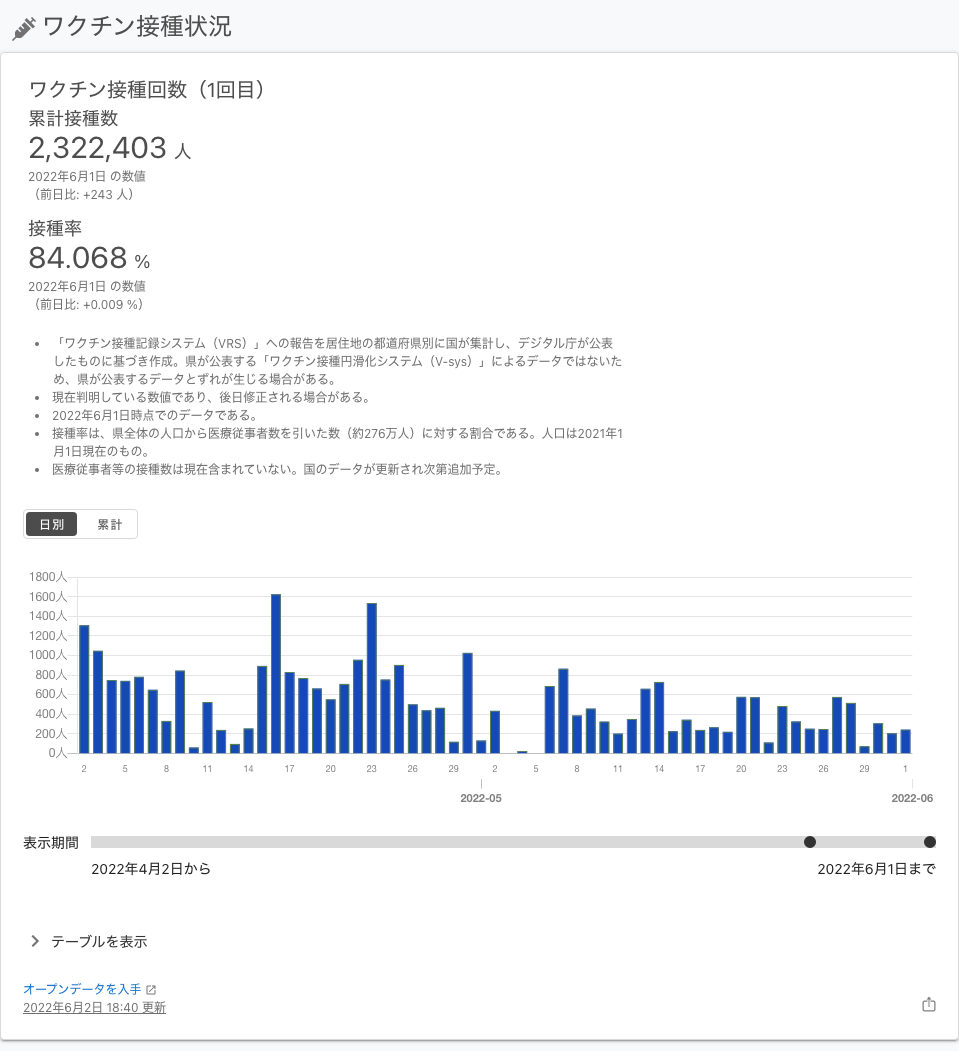 ワクチン接種状況
ワクチン接種回数（1回目）
累計接種数
2,322,403 人
2022年6月1日 の数値
（前日比: +243 人）
接種率
84.068 %
2022年6月1日 の数値
（前日比: +0.009 %）
• 「ワクチン接種記録システム（VRS）」への報告を居住地の都道府県別に国が集計し、デジタル庁が公表
したものに基づき作成。県が公表する「ワクチン接種円滑化システム（V-sys）」によるデータではないた
め、県が公表するデータとずれが生じる場合がある。
• 現在判明している数値であり、後日修正される場合がある。
• 2022年6月1日時点でのデータである。
• 接種率は、県全体の人口から医療従事者数を引いた数（約276万人）に対する割合である。人口は2021年1
月1日現在のもの。
• 医療従事者等の接種数は現在含まれていない。国のデータが更新され次第追加予定。
日別 累計
1800人
1600人
1400人
1200人
1000人
800人
600人
400人
200人
0人
2 5 8 11 14 17 20 23 26 29 2 5 8 11 14 17 20 23 26 29 1
2022-05 2022-06
表示期間
2022年4月2日から 2022年6月1日まで
テーブルを表示
オープンデータを入手
2022年6月2日 18:40 更新